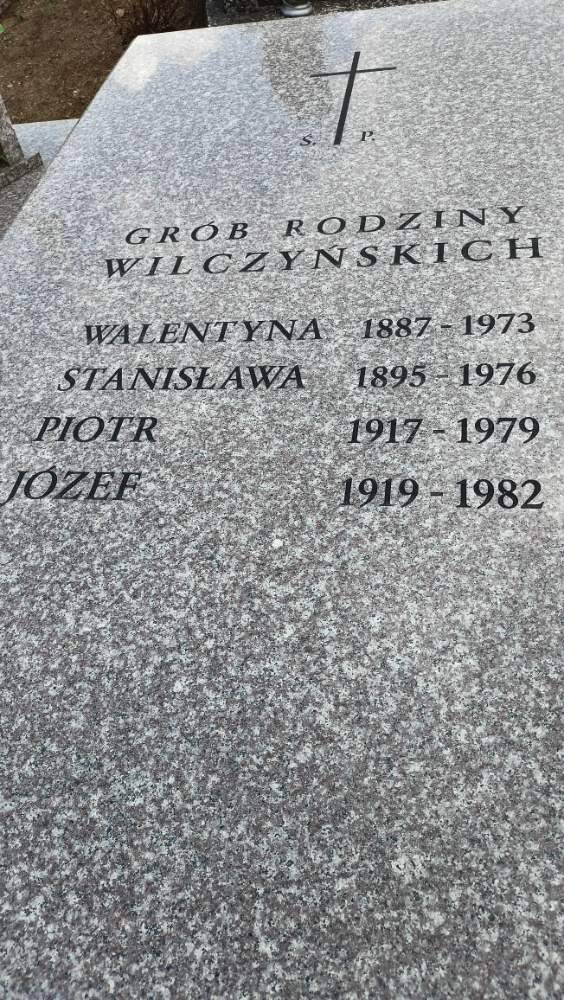 Ś. P.
GRÓB RODZINY
WILCZYŃSKICH
WALENTYNA 1887 - 1973
STANISŁAWA 1895 - 1976
PIOTR 1917 - 1979
JÓZEF 1919 - 1982